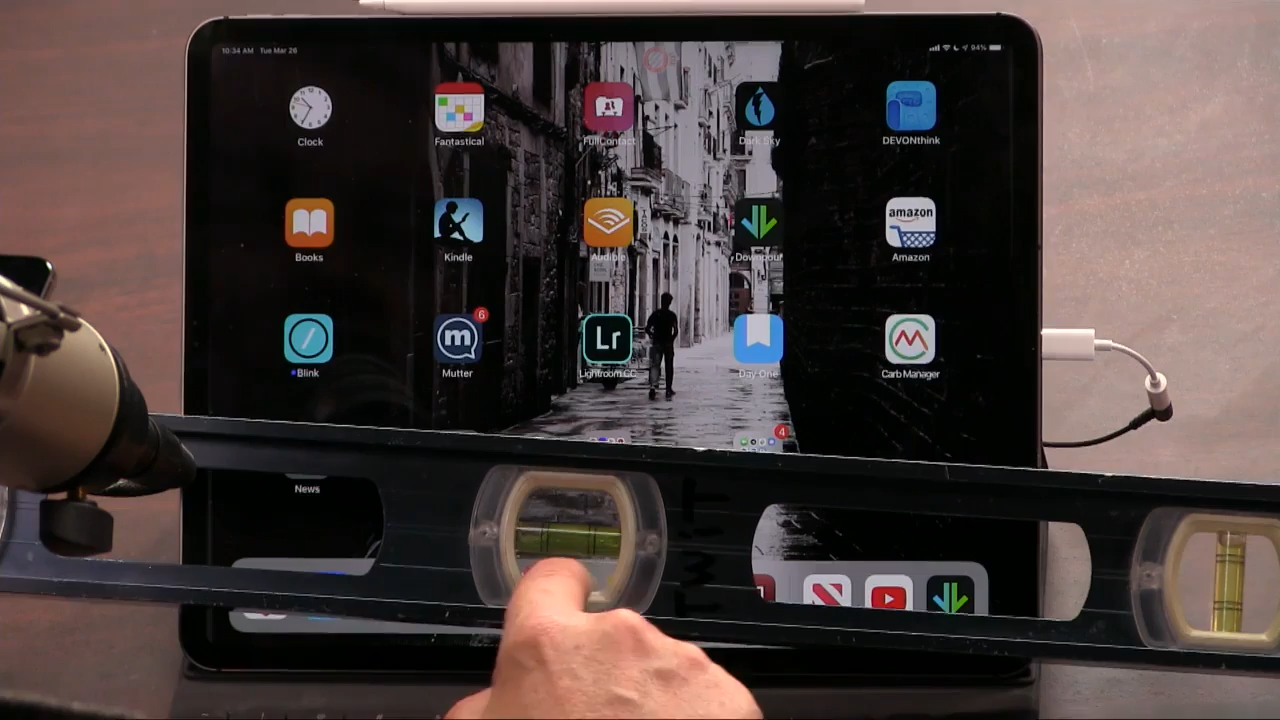 10:34 AM Tue Mar 26
94%
Clock
Fantastical
FullContact
Dark Sky
DEVONthink
amazon
Books
Kindle
Audible
Downpour
Amazon
m
6
Lr
Blink
Mutter
Lightroom CC
Day One
Carb Manager
4
News
TWiT